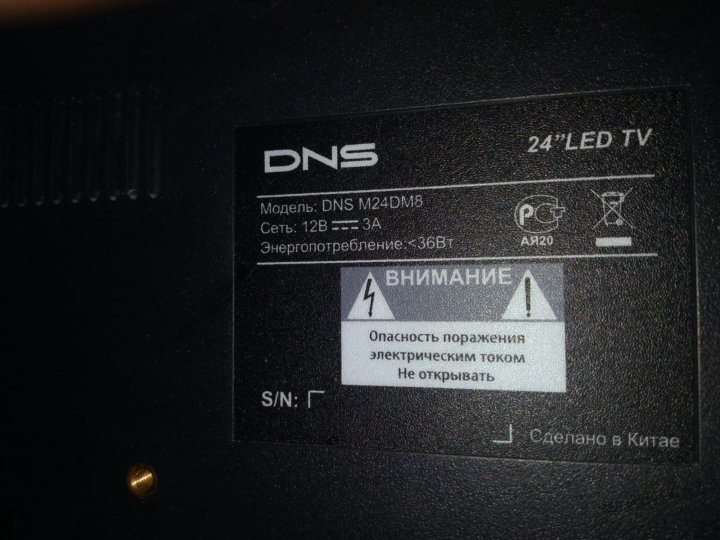 DNS
24”LED TV
Модель: DNS M24DM8
Сеть: 12В 3А
Энергопотребление:<36Вт
РСТ
АЯ20
ВНИМАНИЕ
Опасность поражения
электрическим током
Не открывать
S/N:
Сделано в Китае